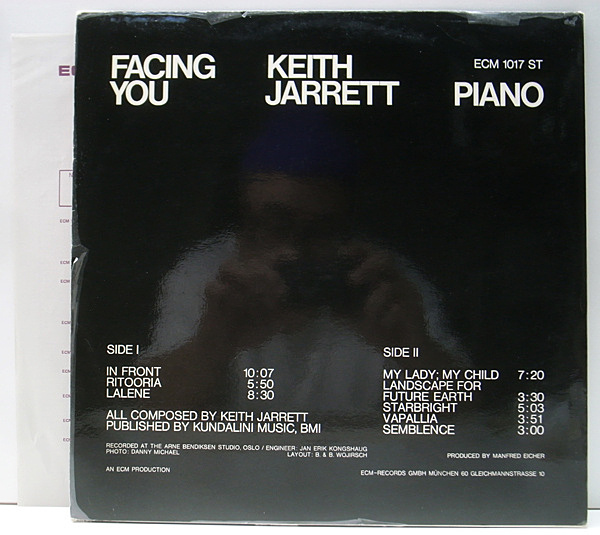 FACING YOU
KEITH JARRETT
ECM 1017 ST
PIANO
SIDE I
IN FRONT 10:07
RITOORIA 5:50
LALENE 8:30
ALL COMPOSED BY KEITH JARRETT
PUBLISHED BY KUNDALINI MUSIC, BMI
SIDE II
MY LADY; MY CHILD 7:20
LANDSCAPE FOR
FUTURE EARTH 3:30
STARBRIGHT 5:03
VAPALLIA 3:51
SEMBLENCE 3:00
RECORDED AT THE ARNE BENDIKSEN STUDIO, OSLO / ENGINEER: JAN ERIK KONGSHAUG
PHOTO: DANNY MICHAEL LAYOUT: B. & B. WOJIRSCH
PRODUCED BY MANFRED EICHER
AN ECM PRODUCTION
ECM-RECORDS GMBH MÜNCHEN 60 GLEICHMANNSTRASSE 10